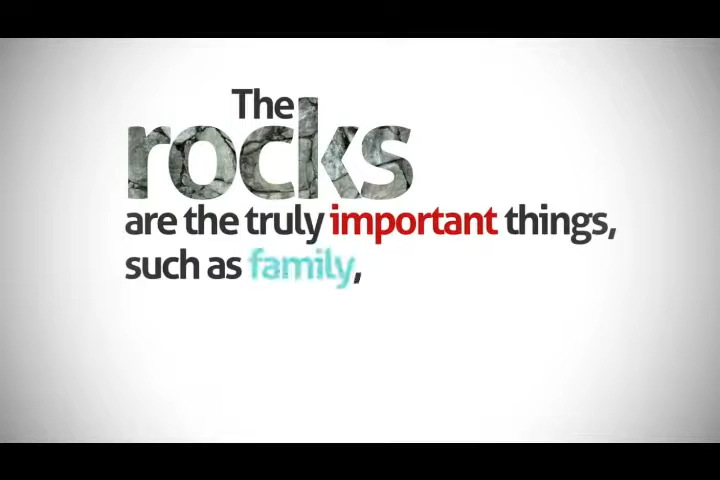 The
rocks
are the truly important things,
such as family,